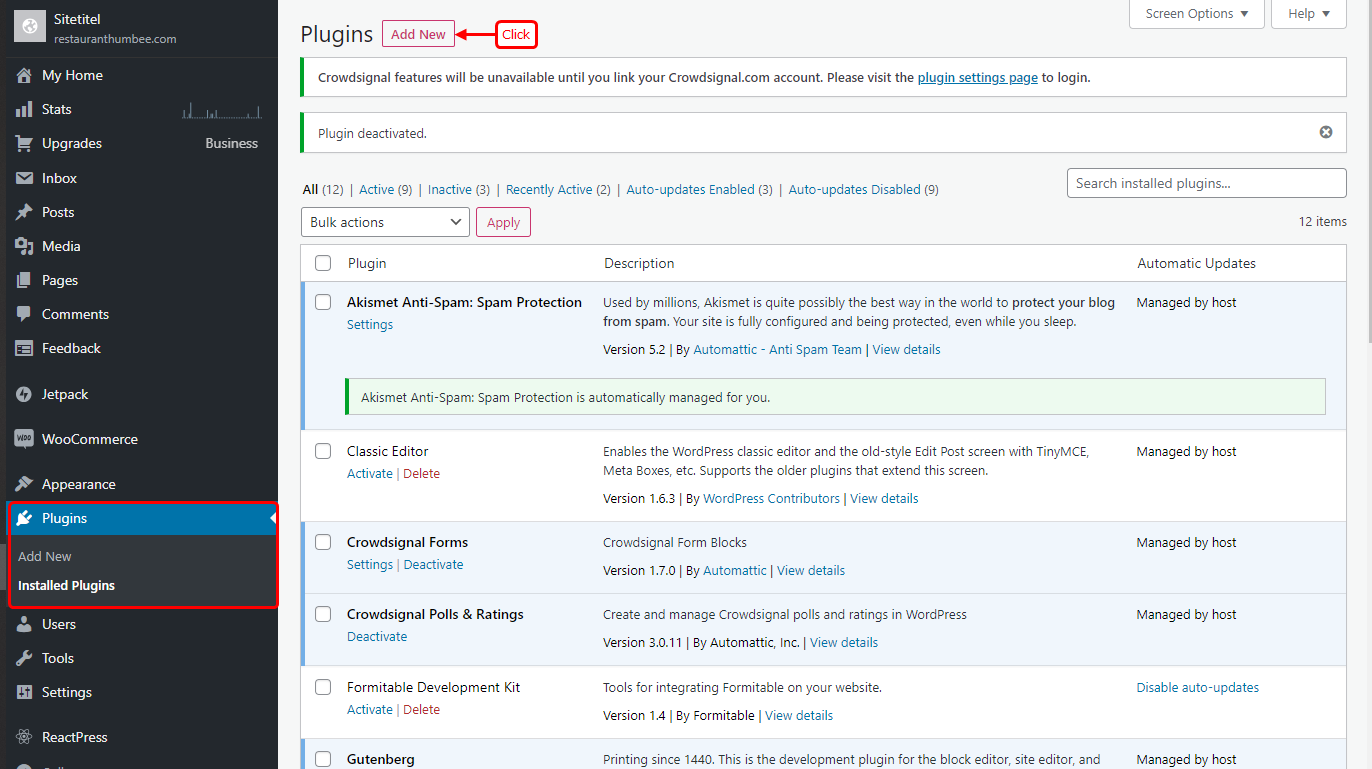 Sitetitel
restauranthumbee.com
My Home
Stats
Upgrades Business
Inbox
Posts
Media
Pages
Comments
Feedback
Jetpack
WOO WooCommerce
Appearance
Plugins
Add New
Installed Plugins
Users
Tools
Settings
ReactPress
Screen Options ▼ Help ▼
Plugins Add New Click
Crowdsignal features will be unavailable until you link your Crowdsignal.com account. Please visit the plugin settings page to login.
Plugin deactivated.
All (12) | Active (9) | Inactive (3) | Recently Active (2) | Auto-updates Enabled (3) | Auto-updates Disabled (9)
Search installed plugins...
Bulk actions Apply
12 items
Plugin Description Automatic Updates
Akismet Anti-Spam: Spam Protection
Settings
Used by millions, Akismet is quite possibly the best way in the world to protect your blog
from spam. Your site is fully configured and being protected, even while you sleep.
Version 5.2 | By Automattic - Anti Spam Team | View details
Managed by host
Akismet Anti-Spam: Spam Protection is automatically managed for you.
Classic Editor
Activate | Delete
Enables the WordPress classic editor and the old-style Edit Post screen with TinyMCE,
Meta Boxes, etc. Supports the older plugins that extend this screen.
Version 1.6.3 | By WordPress Contributors | View details
Managed by host
Crowdsignal Forms
Settings | Deactivate
Crowdsignal Form Blocks
Version 1.7.0 | By Automattic | View details
Managed by host
Crowdsignal Polls & Ratings
Deactivate
Create and manage Crowdsignal polls and ratings in WordPress
Version 3.0.11 | By Automattic, Inc. | View details
Managed by host
Formitable Development Kit
Activate | Delete
Tools for integrating Formitable on your website.
Version 1.4 | By Formitable | View details
Disable auto-updates
Gutenberg
Printing since 1440. This is the development plugin for the block editor, site editor, and
Managed by host